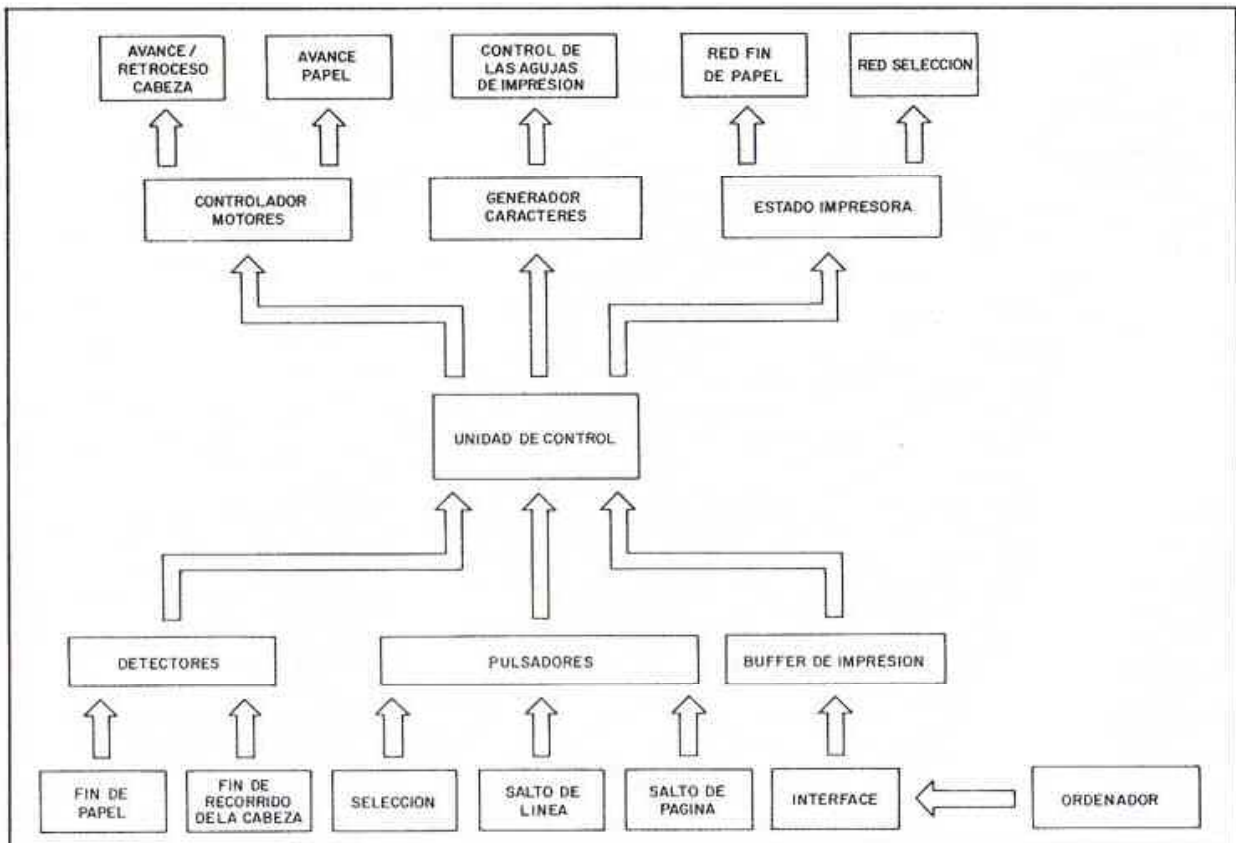 AVANCE /
RETROCESO
CABEZA
AVANCE
PAPEL
CONTROL DE
LAS AGUJAS
DE IMPRESION
RED FIN
DE PAPEL
RED SELECCION
CONTROLADOR
MOTORES
GENERADOR
CARACTERES
ESTADO IMPRESORA
UNIDAD DE CONTROL
DETECTORES
PULSADORES
BUFFER DE IMPRESION
FIN DE
PAPEL
FIN DE
RECORRIDO
DELA CABEZA
SELECCION
SALTO DE
LINEA
SALTO DE
PAGINA
INTERFACE
ORDENADOR